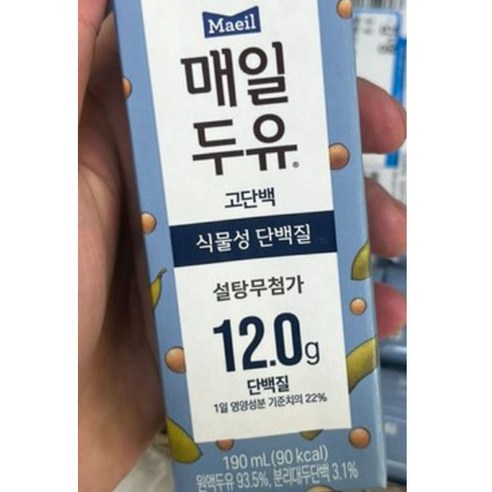 Maeil
매일
두유®
고단백
식물성 단백질
설탕무첨가
12.0g
단백질
1일 영양성분 기준치의 22%
190 mL(90 kcal)
원액두유 93.5%, 분리대두단백 3.1%